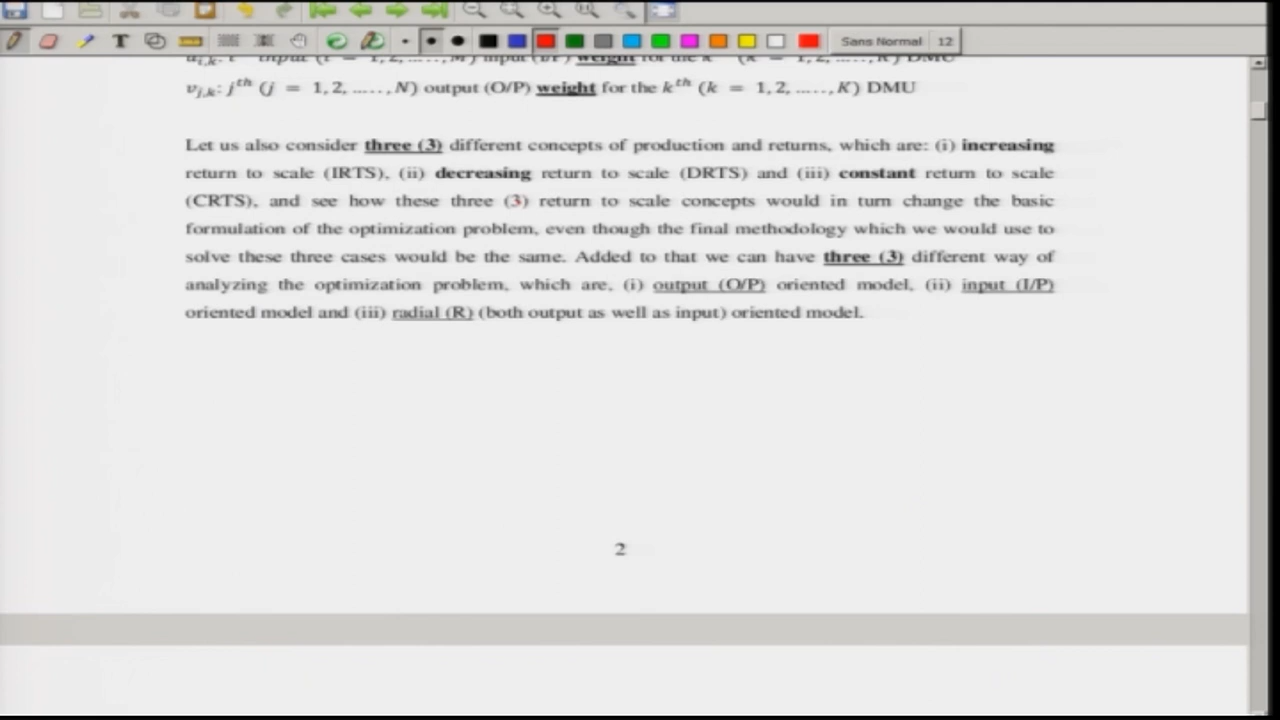 Sans Normal 12
weight
v_{j,k}: j^{th} (j = 1,2, ....., N) output (O/P) weight for the k^{th} (k = 1,2, ....., K) DMU
Let us also consider three (3) different concepts of production and returns, which are: (i) increasing
return to scale (IRTS), (ii) decreasing return to scale (DRTS) and (iii) constant return to scale
(CRTS), and see how these three (3) return to scale concepts would in turn change the basic
formulation of the optimization problem, even though the final methodology which we would use to
solve these three cases would be the same. Added to that we can have three (3) different way of
analyzing the optimization problem, which are, (i) output (O/P) oriented model, (ii) input (I/P)
oriented model and (iii) radial (R) (both output as well as input) oriented model.
2